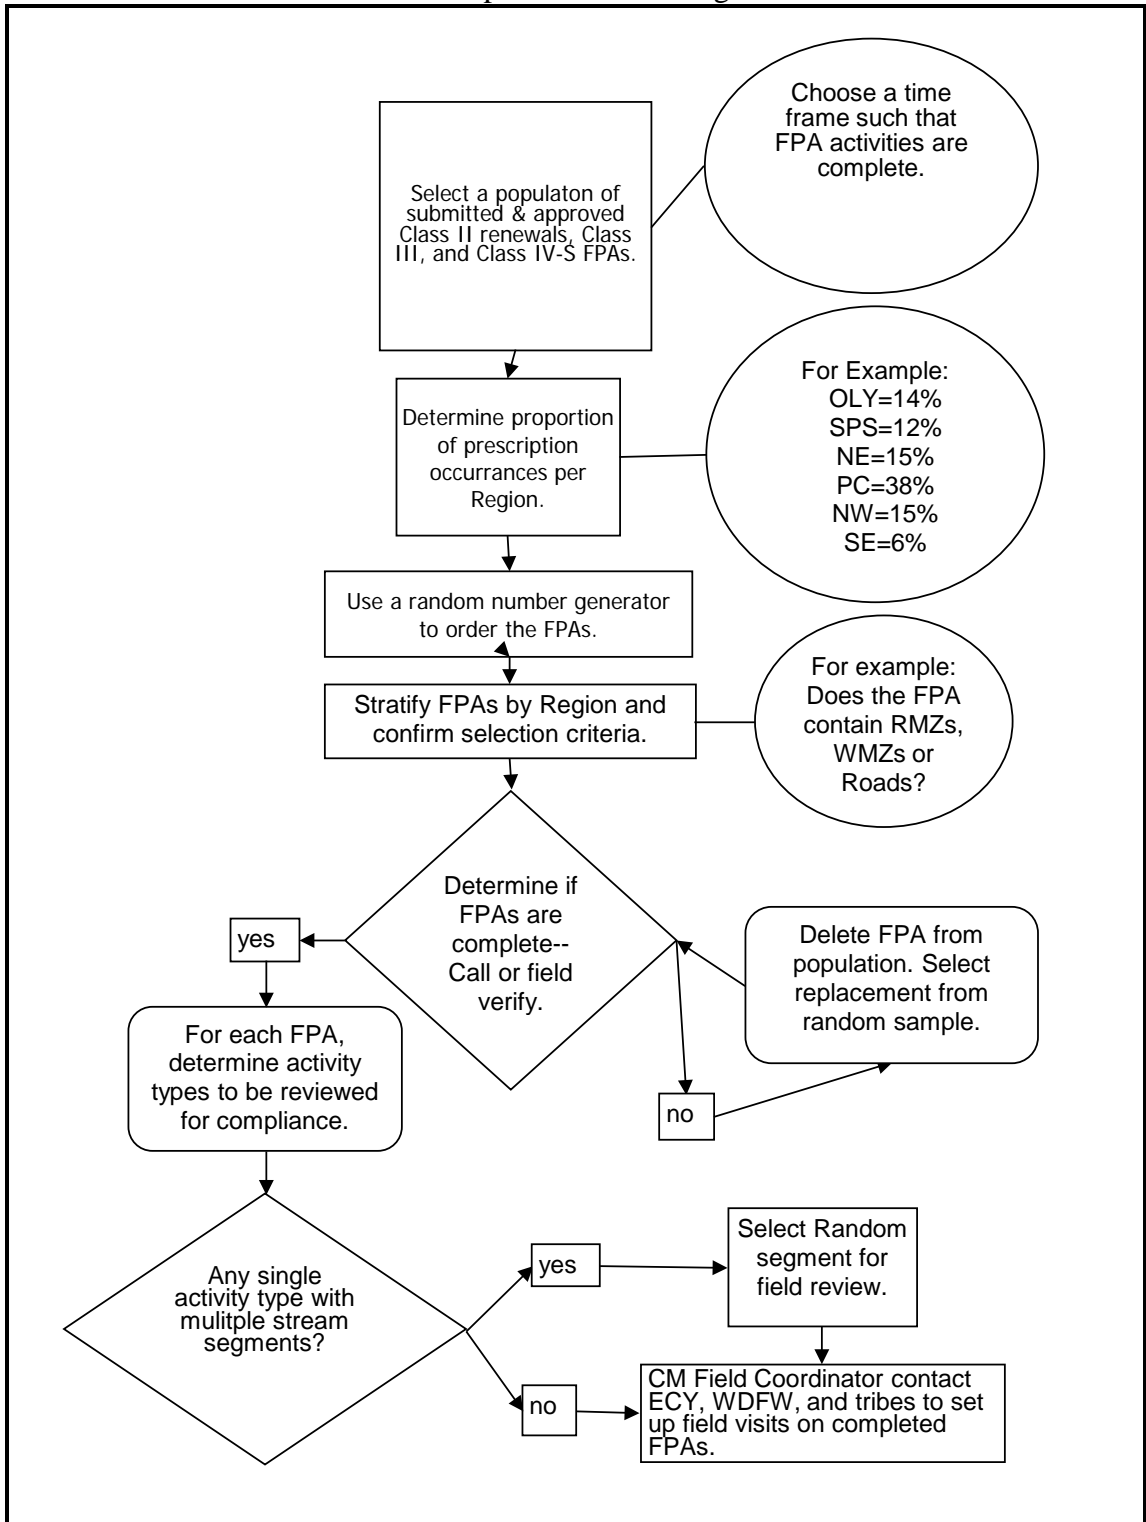 Choose a time
frame such that
FPA activities are
complete.
Select a populaton of
submitted & approved
Class II renewals, Class
III, and Class IV-S FPAs.
For Example:
OLY=14%
SPS=12%
NE=15%
PC=38%
NW=15%
SE=6%
Determine proportion
of prescription
occurrances per
Region.
Use a random number generator
to order the FPAs.
For example:
Does the FPA
contain RMZs,
WMZs or
Roads?
Stratify FPAs by Region and
confirm selection criteria.
Determine if
FPAs are
complete--
Call or field
verify.
yes
Delete FPA from
population. Select
replacement from
random sample.
no
For each FPA,
determine activity
types to be reviewed
for compliance.
Any single
activity type with
mulitple stream
segments?
yes
Select Random
segment for
field review.
no
CM Field Coordinator contact
ECY, WDFW, and tribes to set
up field visits on completed
FPAs.